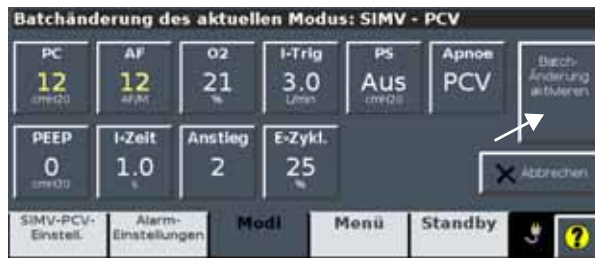 Batchänderung des aktuellen Modus: SIMV - PCV
PC AF O2 I-Trig PS Apnoe
12 12 21 3.0 Aus PCV
cmH2O AF/M % L/min cmH2O
Batch-
Änderung
aktivieren
PEEP I-Zeit Anstieg E-Zykl.
0 1.0 2 25
cmH2O s %
Abbrechen
SIMV-PCV-
Einstell.
Alarm-
Einstellungen
Modi
Menü
Standby
?